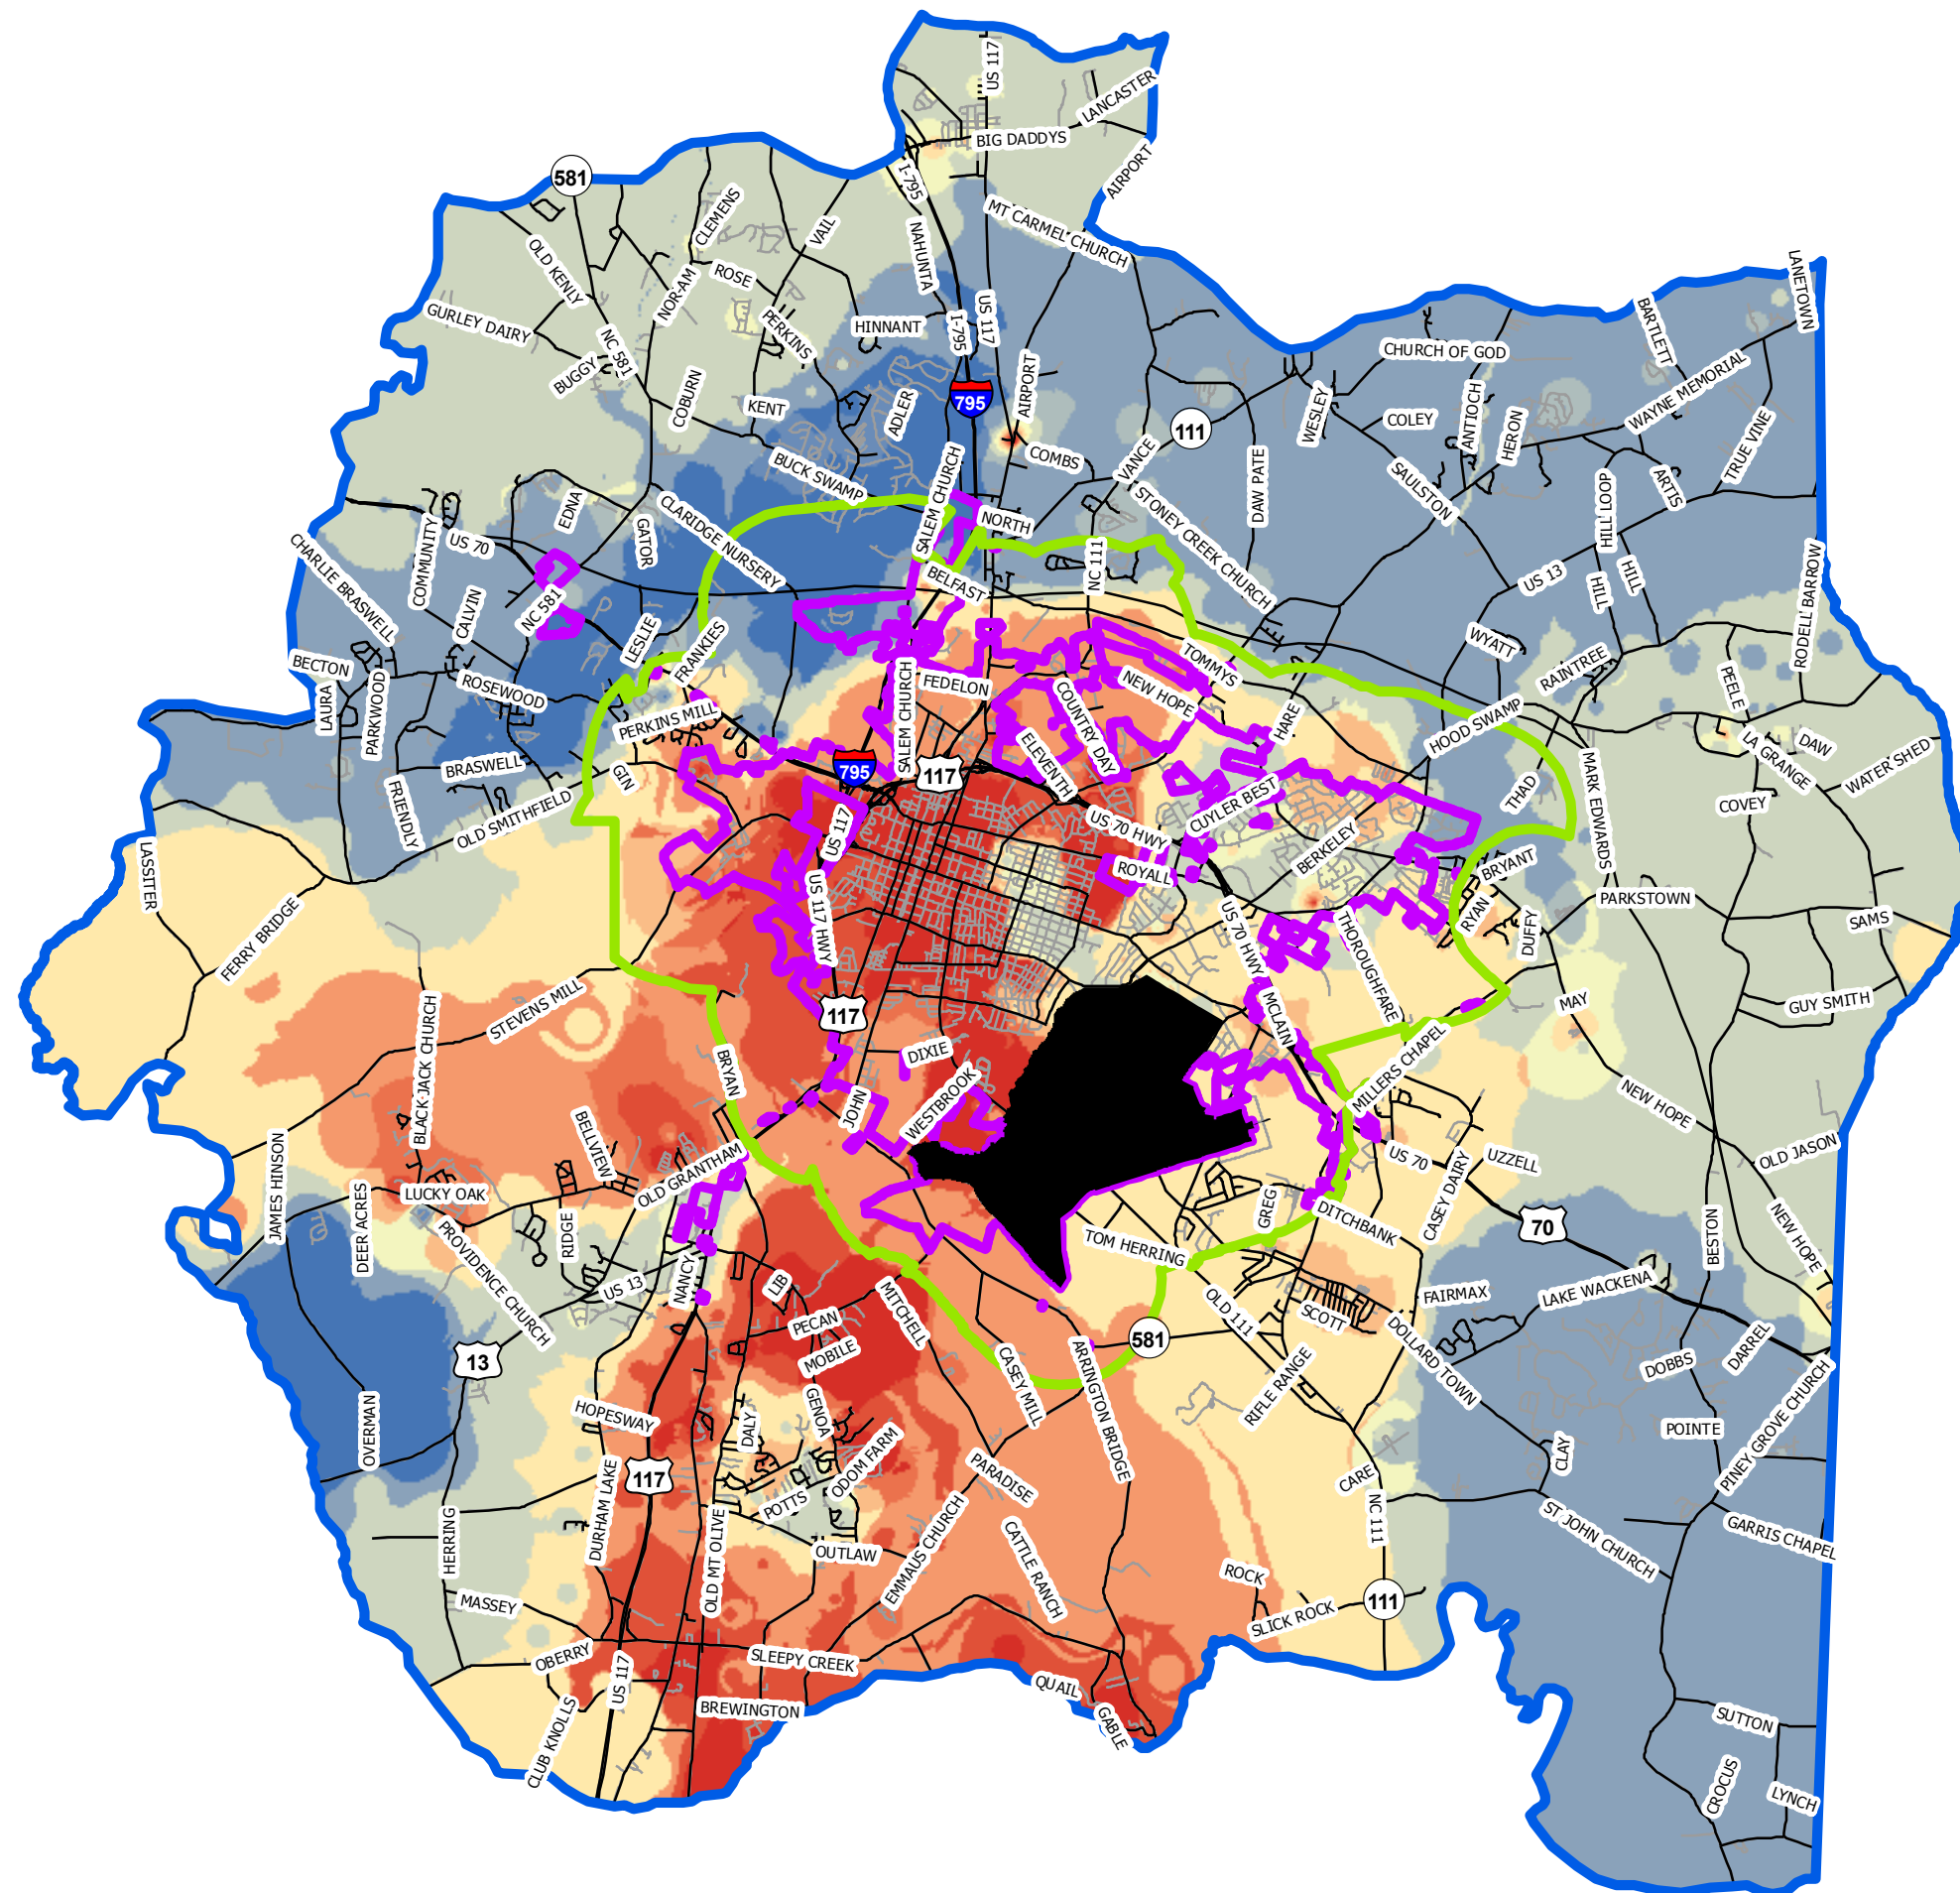 US 117
LANCASTER
BIG DADDYS
AIRPORT
581
I-795
CLEMENS
VAIL
NAHUNTA
MT CARMEL CHURCH
OLD KENLY
ROSE
NOR-AM
LANETOWN
GURLEY DAIRY
PERKINS
HINNANT
I-795
US 117
BARTLETT
NC 581
BUGGY
CHURCH OF GOD
COBURN
KENT
ADLER
795
AIRPORT
WESLEY
COLEY
ANTIOCH
HERON
WAYNE MEMORIAL
111
TRUE VINE
COMBS
VANCE
BUCK SWAMP
SALEM CHURCH
DAW PATE
SAULSTON
ARTIS
HILL LOOP
EDNA
GATOR
CLARIDGE NURSERY
NORTH
STONEY CREEK CHURCH
US 70
COMMUNITY
CHARLIE BRASWELL
NC 111
BELFAST
US 13
HILL
HILL
RODELL BARROW
NC 581
CALVIN
LESLIE
FRANKIES
WYATT
TOMMYS
RAINTREE
BECTON
LAURA
PARKWOOD
ROSEWOOD
FEDELON
NEW HOPE
COUNTRY DAY
PEELE
PERKINS MILL
SALEM CHURCH
HARE
HOOD SWAMP
LA GRANGE
DAW
WATER SHED
BRASWELL
GIN
795
117
ELEVENTH
MARK EDWARDS
THAD
FRIENDLY
OLD SMITHFIELD
US 117
US 70 HWY
CUYLER BEST
COVEY
BERKELEY
LASSITER
ROYALL
BRYANT
PARKSTOWN
FERRY BRIDGE
US 117 HWY
US 70 HWY
RYAN
DUFFY
SAMS
THOROUGHFARE
STEVENS MILL
117
MCLAIN
MAY
GUY SMITH
BLACK JACK CHURCH
BRYAN
DIXIE
MILLERS CHAPEL
JOHN
WESTBROOK
NEW HOPE
BELLVIEW
JAMES HINSON
OLD GRANTHAM
US 70
UZZELL
OLD JASON
LUCKY OAK
DEER ACRES
RIDGE
GREG
DITCHBANK
CASEY DAIRY
70
BESTON
NEW HOPE
PROVIDENCE CHURCH
TOM HERRING
US 13
NANCY
LIB
MITCHELL
OLD 111
FAIRMAX
LAKE WACKENA
PECAN
SCOTT
581
13
MOBILE
CASEY MILL
ARRINGTON BRIDGE
DOLLARD TOWN
DOBBS
DARREL
RIFLE RANGE
OVERMAN
HOPESWAY
DALY
GENOA
POINTE
PINEY GROVE CHURCH
ODOM FARM
CLAY
117
PARADISE
CARE
POTTS
DURHAM LAKE
NC 111
ST JOHN CHURCH
GARRIS CHAPEL
HERRING
OLD MT OLIVE
OUTLAW
EMMAUS CHURCH
CATTLE RANCH
ROCK
MASSEY
111
SLICK ROCK
OBERRY
SLEEPY CREEK
US 117
QUAIL
BREWINGTON
GABLE
SUTTON
CLUB KNOLLS
CROCUS
LYNCH